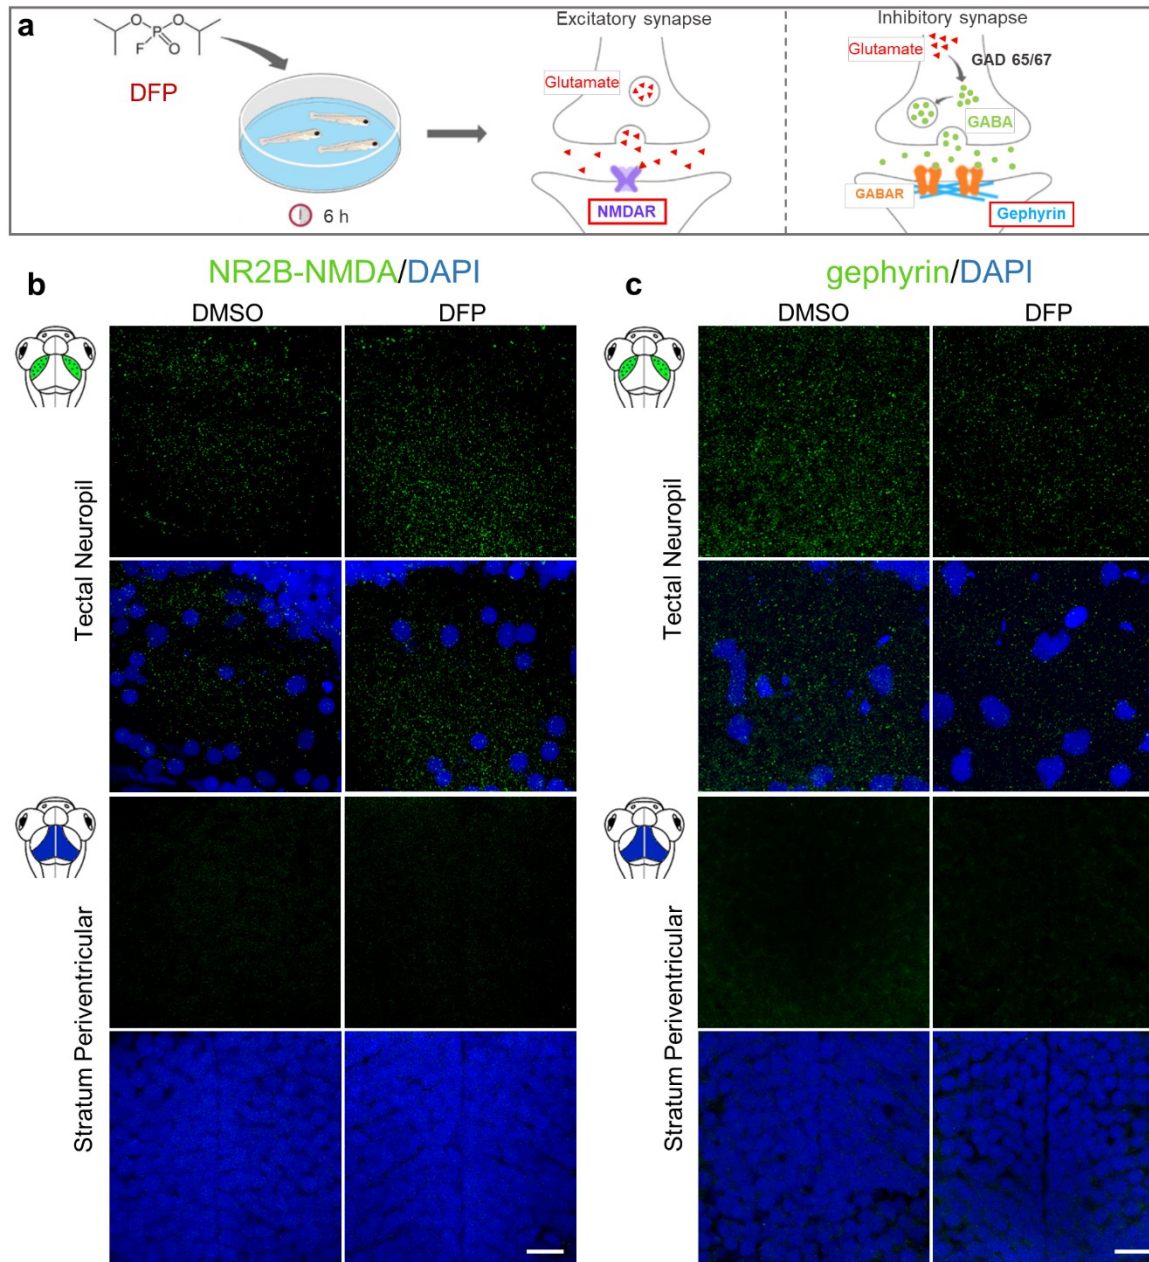 a
O O
P
F O
DFP
6 h
Excitatory synapse
Glutamate
NMDAR
Inhibitory synapse
Glutamate
GAD 65/67
GABA
GABAR
Gephyrin
b
NR2B-NMDA/DAPI
DMSO DFP
Tectal Neuropil
Stratum Periventricular
c
gephyrin/DAPI
DMSO DFP
Tectal Neuropil
Stratum Periventricular